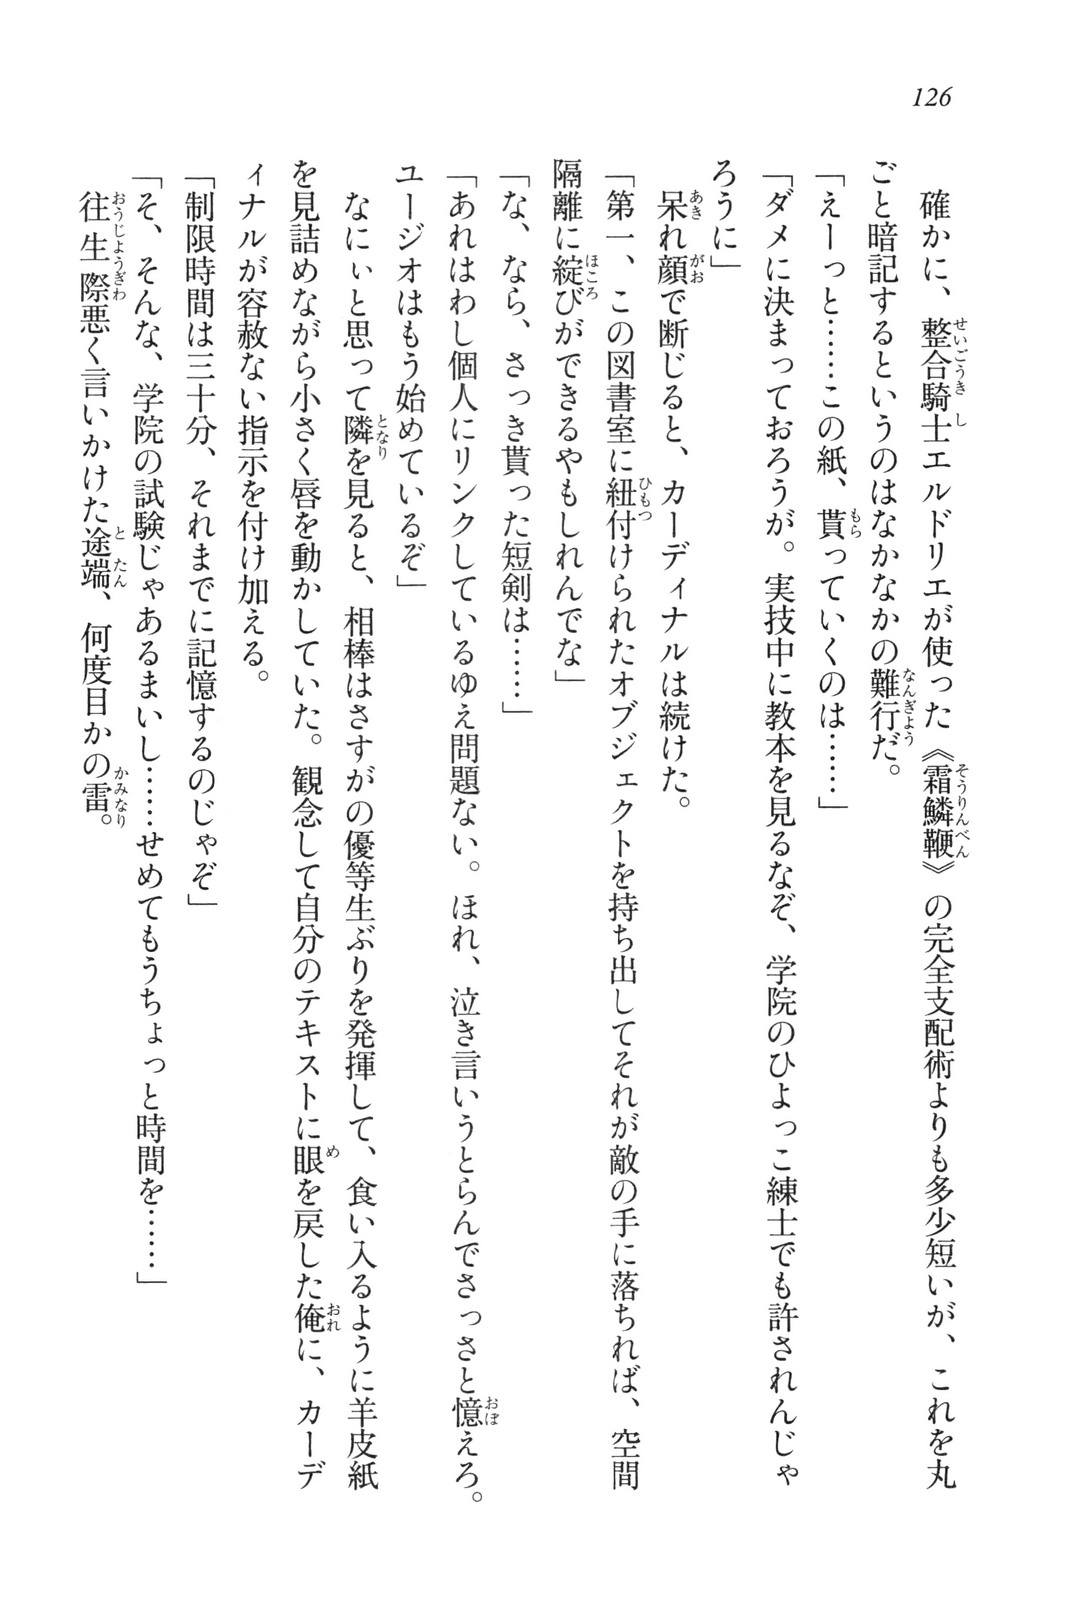 126
確かに、整合騎士エルドリエが使った《霜鱗鞭》の完全支配術よりも多少短いが、これを丸
ごと暗記するというのはなかなかの難行だ。
「えーっと……この紙、貰っていくのは……」
「ダメに決まっておろうが。実技中に教本を見るなぞ、学院のひよっこ練士でも許されんじゃ
ろうに」
呆れ顔で断じると、カーディナルは続けた。
「第一、この図書室に紐付けられたオブジェクトを持ち出してそれが敵の手に落ちれば、空間
隔離に綻びができるやもしれんでな」
「な、なら、さっき貰った短剣は……」
「あれはわし個人にリンクしているゆえ問題ない。ほれ、泣き言いうとらんでさっさと憶えろ。
ユージオはもう始めているぞ」
なにぃと思って隣を見ると、相棒はさすがの優等生ぶりを発揮して、食い入るように羊皮紙
を見詰めながら小さく唇を動かしていた。観念して自分のテキストに眼を戻した俺に、カーデ
ィナルが容赦ない指示を付け加える。
「制限時間は三十分、それまでに記憶するのじゃぞ」
「そ、そんな、学院の試験じゃあるまいし……せめてもうちょっと時間を……」
往生際悪く言いかけた途端、何度目かの雷。